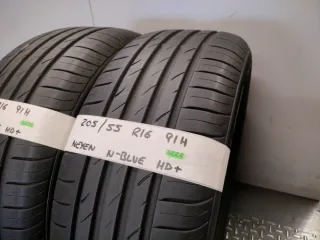 R16 91H
HD+
205/55 R16 91H
NEXEN N-BLUE HD+